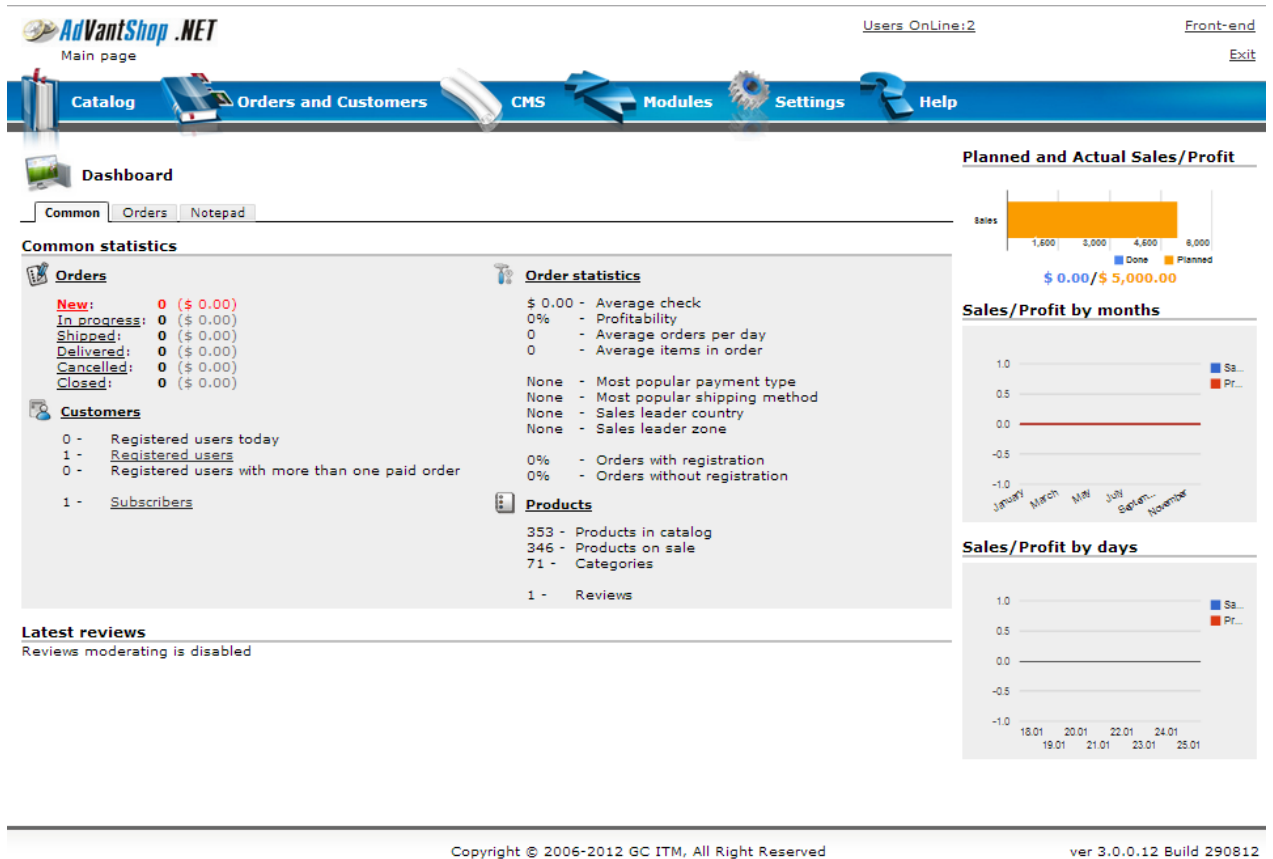 AdVantShop .NET
Users OnLine:2
Front-end
Main page
Exit
Catalog
Orders and Customers
CMS
Modules
Settings
Help
Dashboard
Common
Orders
Notepad
Common statistics
Orders
New: 0 ($ 0.00)
In progress: 0 ($ 0.00)
Shipped: 0 ($ 0.00)
Delivered: 0 ($ 0.00)
Cancelled: 0 ($ 0.00)
Closed: 0 ($ 0.00)
Customers
0 - Registered users today
1 - Registered users
0 - Registered users with more than one paid order
1 - Subscribers
Order statistics
$ 0.00 - Average check
0% - Profitability
0 - Average orders per day
0 - Average items in order
None - Most popular payment type
None - Most popular shipping method
None - Sales leader country
None - Sales leader zone
0% - Orders with registration
0% - Orders without registration
Products
353 - Products in catalog
346 - Products on sale
71 - Categories
1 - Reviews
Latest reviews
Reviews moderating is disabled
Planned and Actual Sales/Profit
Sales
1,500 3,000 4,500 6,000
Done Planned
$ 0.00/$ 5,000.00
Sales/Profit by months
1.0
0.5
0.0
-0.5
-1.0
January March May July Septem... November
Sa...
Pr...
Sales/Profit by days
1.0
0.5
0.0
-0.5
-1.0
18.01 20.01 22.01 24.01
19.01 21.01 23.01 25.01
Sa...
Pr...
Copyright © 2006-2012 GC ITM, All Right Reserved
ver 3.0.0.12 Build 290812